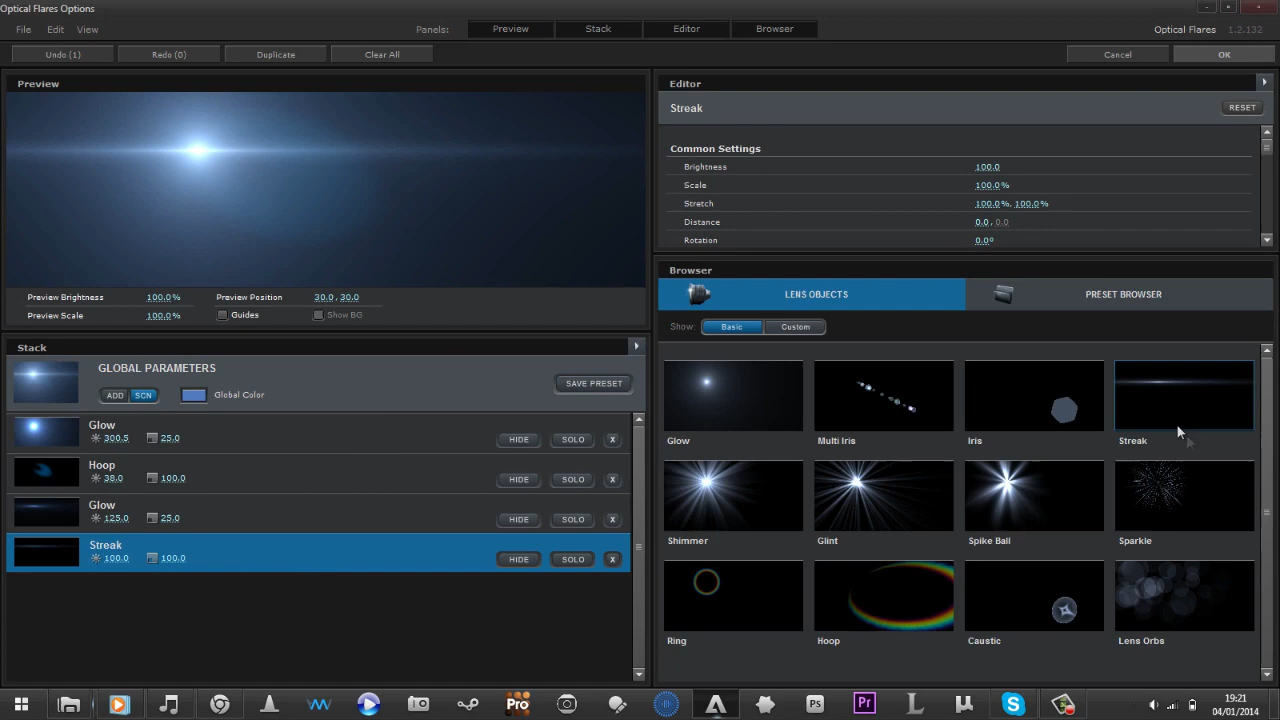 Optical Flares Options
File Edit View Panels: Preview Stack Editor Browser Optical Flares 1.2.132
Undo (1) Redo (0) Duplicate Clear All Cancel OK
Preview
Preview Brightness 100.0% Preview Position 30.0, 30.0
Preview Scale 100.0% Guides Show BG
Stack
GLOBAL PARAMETERS
SAVE PRESET
ADD SCN Global Color
Glow
300.5 25.0 HIDE SOLO X
Hoop
38.0 100.0 HIDE SOLO X
Glow
125.0 25.0 HIDE SOLO X
Streak
100.0 100.0 HIDE SOLO X
Editor
Streak RESET
Common Settings
Brightness 100.0
Scale 100.0%
Stretch 100.0%, 100.0%
Distance 0.0, 0.0
Rotation 0.0º
Browser
LENS OBJECTS PRESET BROWSER
Show: Basic Custom
Glow Multi Iris Iris Streak
Shimmer Glint Spike Ball Sparkle
Ring Hoop Caustic Lens Orbs
Pro PS Pr
19:21
04/01/2014